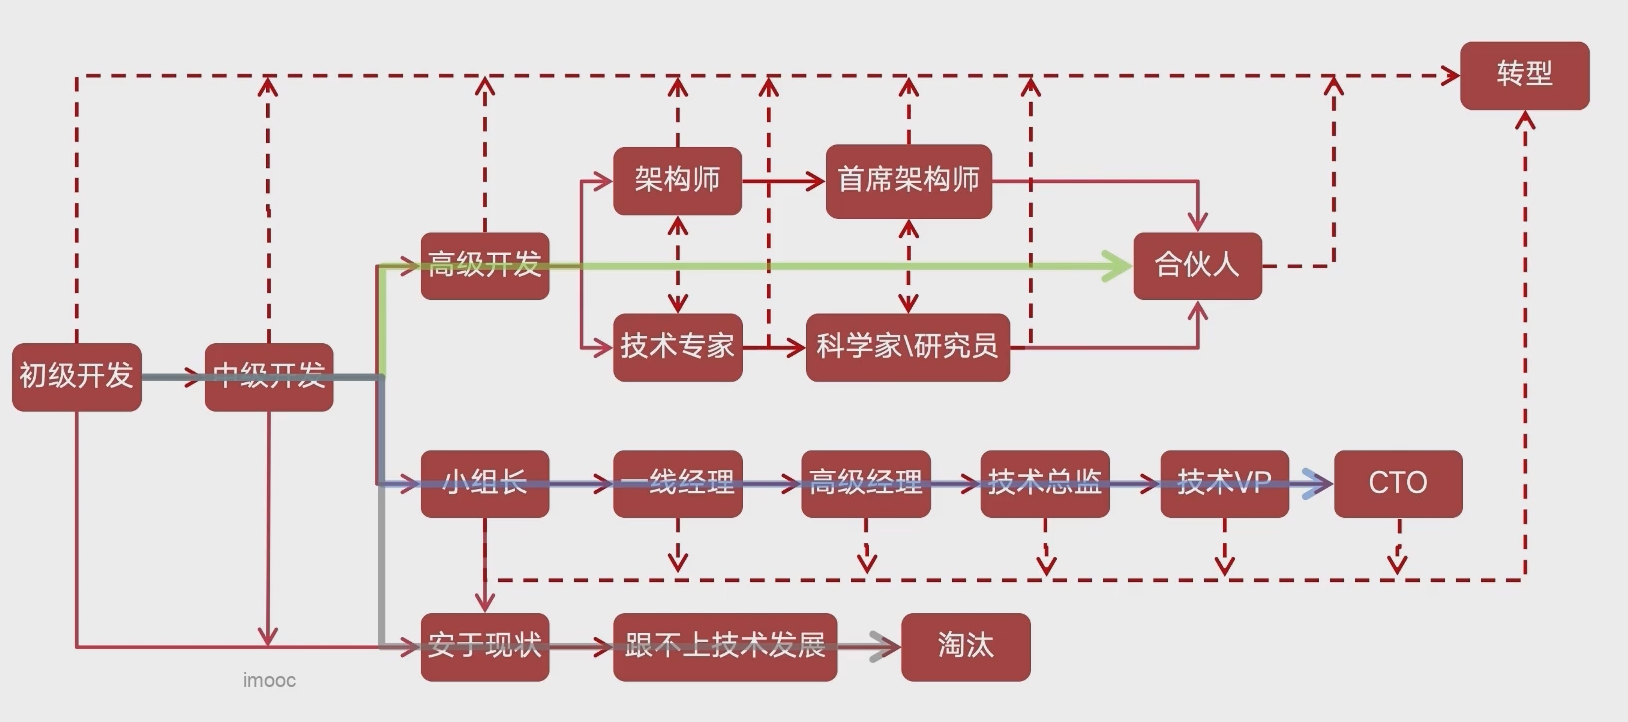 转型
架构师
首席架构师
高级开发
合伙人
技术专家
科学家\研究员
初级开发
中级开发
小组长
一线经理
高级经理
技术总监
技术VP
CTO
安于现状
跟不上技术发展
淘汰
imooc